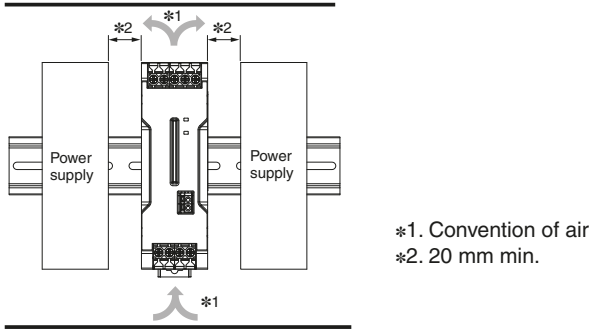 *1
*2
*2
Power
supply
Power
supply
*1
*1. Convention of air
*2. 20 mm min.